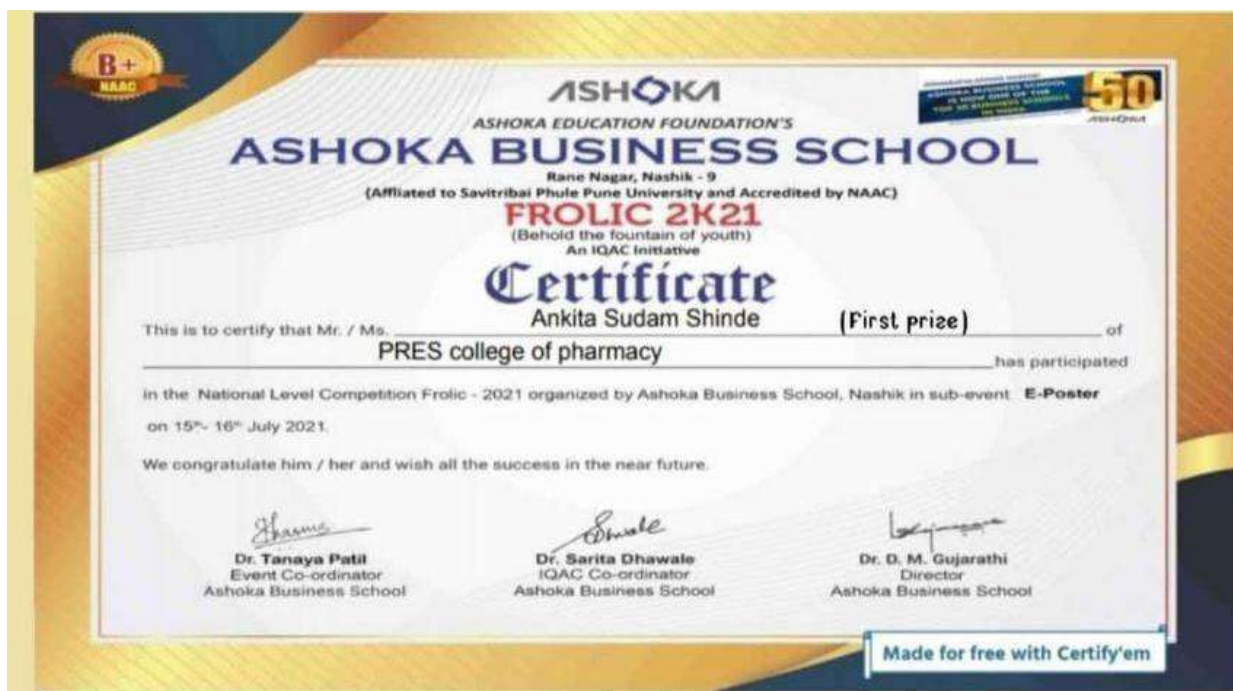 B+
NAAC
ASHOKA
50
ASHOKA
ASHOKA EDUCATION FOUNDATION'S
ASHOKA BUSINESS SCHOOL
Rane Nagar, Nashik - 9
(Affliated to Savitribai Phule Pune University and Accredited by NAAC)
FROLIC 2K21
(Behold the fountain of youth)
An IQAC Initiative
Certificate
This is to certify that Mr. / Ms. Ankita Sudam Shinde (First prize) of
PRES college of pharmacy has participated
in the National Level Competition Frolic - 2021 organized by Ashoka Business School, Nashik in sub-event E-Poster
on 15th- 16th July 2021.
We congratulate him / her and wish all the success in the near future.
Dr. Tanaya Patil Dr. Sarita Dhawale Dr. D. M. Gujarathi
Event Co-ordinator IQAC Co-ordinator Director
Ashoka Business School Ashoka Business School Ashoka Business School
Made for free with Certify'em